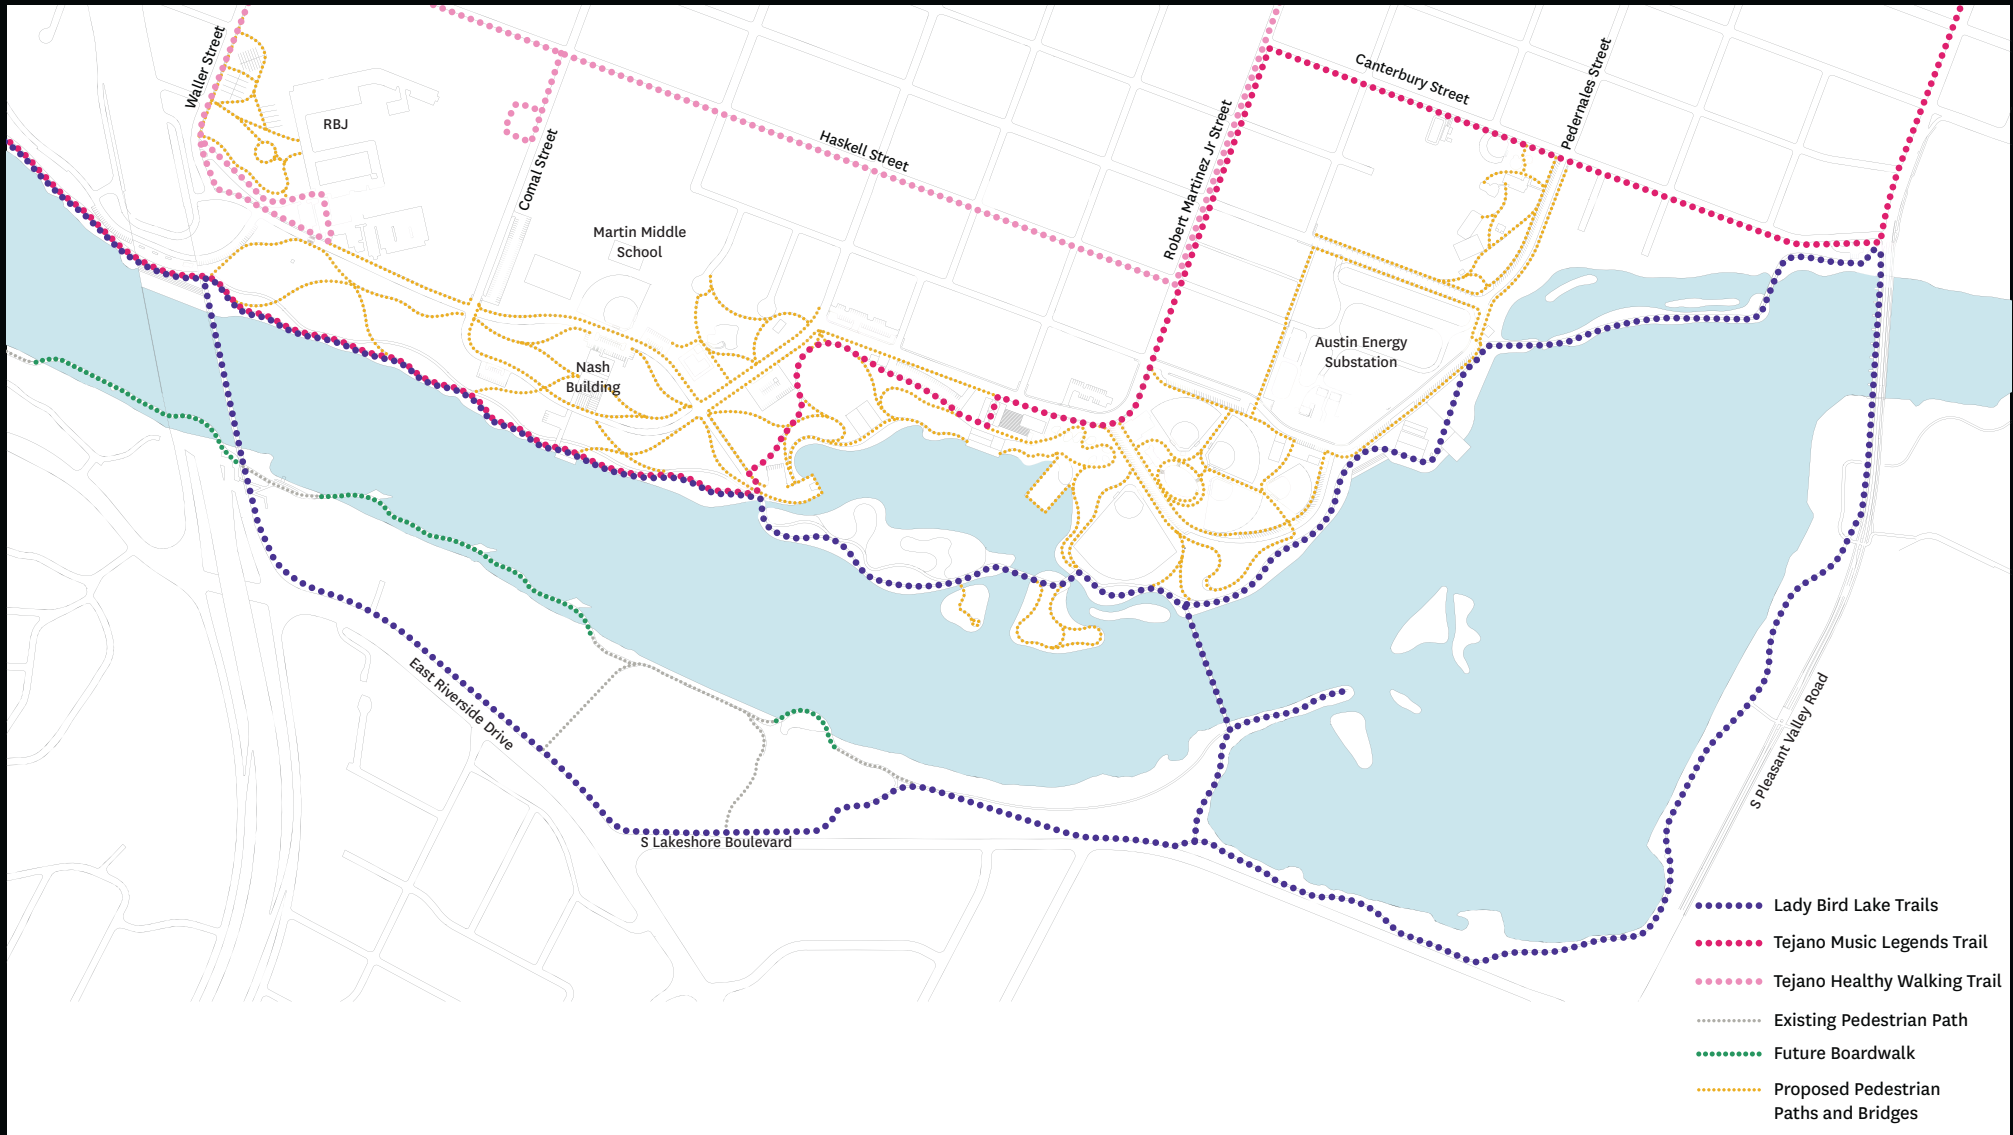 Waller Street
RBJ
Comal Street
Martin Middle
School
Haskell Street
Robert Martinez Jr Street
Canterbury Street
Pedernales Street
Nash
Building
Austin Energy
Substation
East Riverside Drive
S Lakeshore Boulevard
S Pleasant Valley Road
Lady Bird Lake Trails
Tejano Music Legends Trail
Tejano Healthy Walking Trail
Existing Pedestrian Path
Future Boardwalk
Proposed Pedestrian
Paths and Bridges